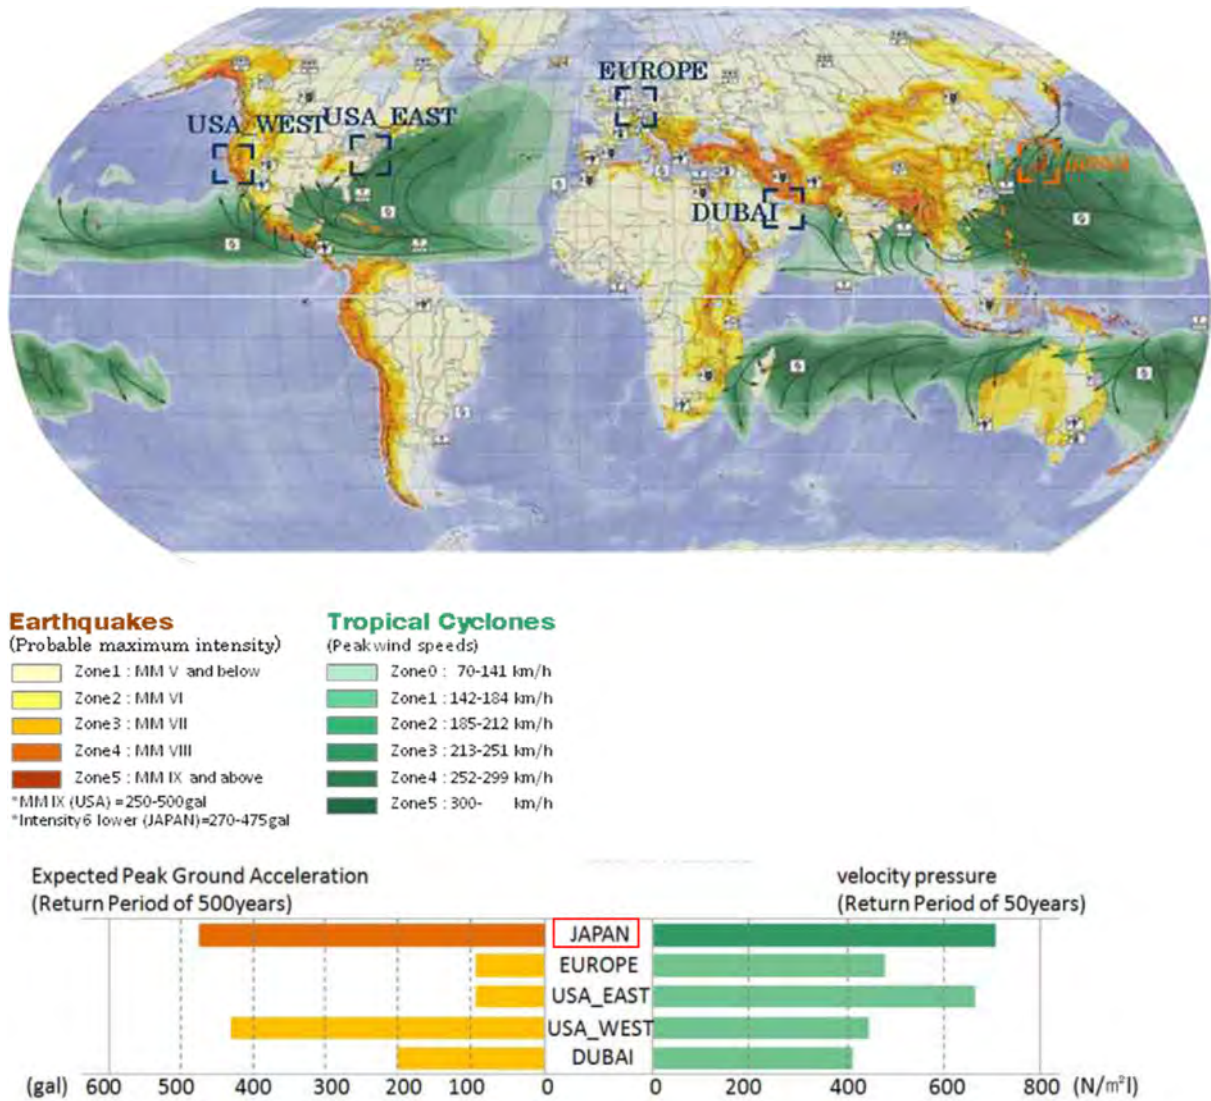 EUROPE
USA_WEST
USA_EAST
DUBAI
Earthquakes
(Probable maximum intensity)
Zone1 : MM V and below
Zone2 : MM VI
Zone3 : MM VII
Zone4 : MM VIII
Zone5 : MM IX and above
*MM IX (USA) =250-500gal
*Intensity6 lower (JAPAN)=270-475gal
Tropical Cyclones
(Peak wind speeds)
Zone0 : 70-141 km/h
Zone1 : 142-184 km/h
Zone2 : 185-212 km/h
Zone3 : 213-251 km/h
Zone4 : 252-299 km/h
Zone5 : 300- km/h
Expected Peak Ground Acceleration
(Return Period of 500years)
velocity pressure
(Return Period of 50years)
JAPAN
EUROPE
USA_EAST
USA_WEST
DUBAI
(gal) 600 500 400 300 200 100 0 0 200 400 600 800 (N/m²l)